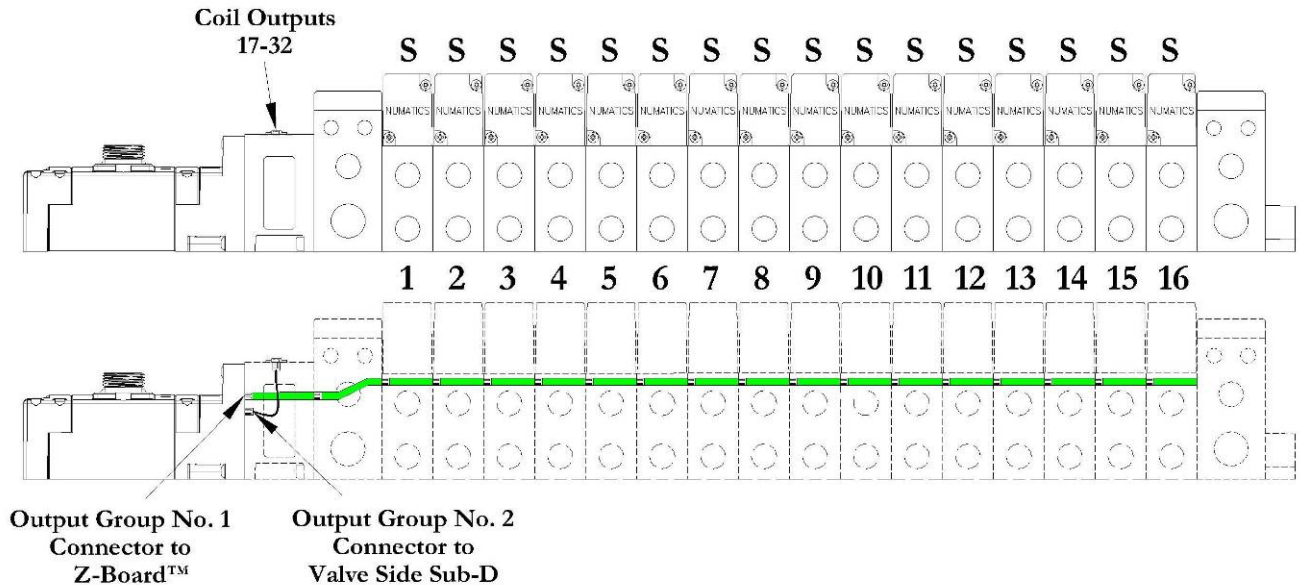 Coil Outputs
17-32
S S S S S S S S S S S S S S S S
NUMATICS NUMATICS NUMATICS NUMATICS NUMATICS NUMATICS NUMATICS NUMATICS NUMATICS NUMATICS NUMATICS NUMATICS NUMATICS NUMATICS NUMATICS NUMATICS
1 2 3 4 5 6 7 8 9 10 11 12 13 14 15 16
Output Group No. 1
Connector to
Z-Board™
Output Group No. 2
Connector to
Valve Side Sub-D